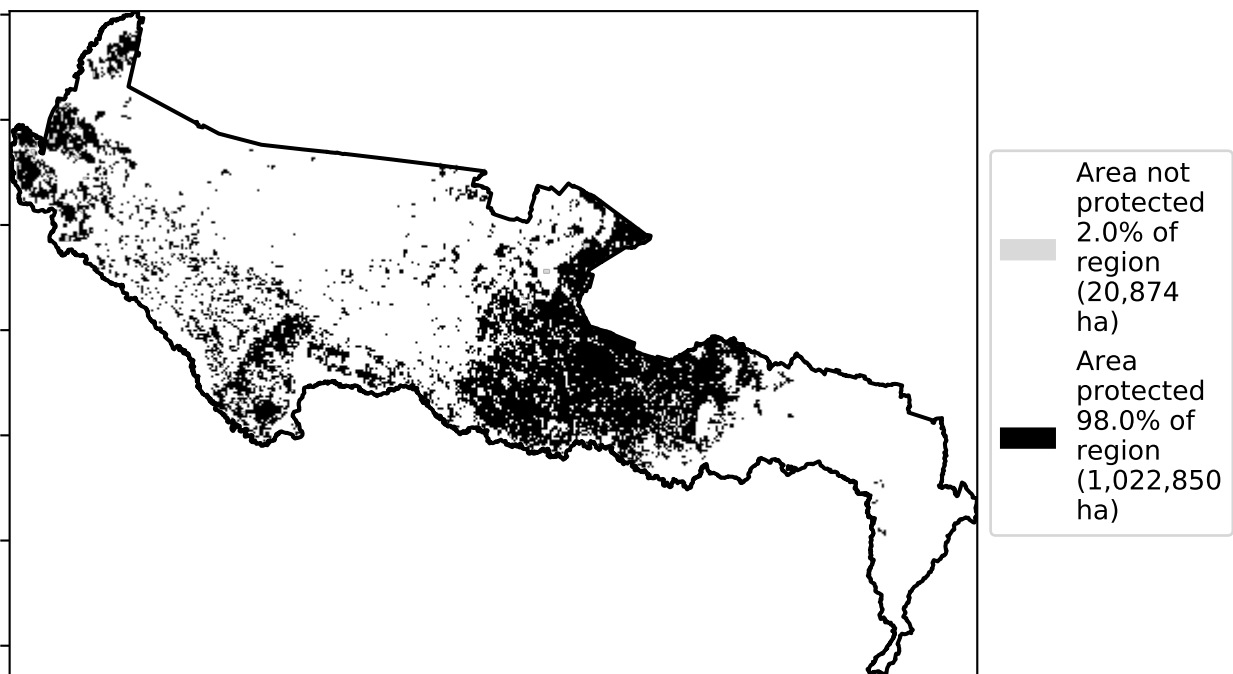 Area not
protected
2.0% of
region
(20,874
ha)
Area
protected
98.0% of
region
(1,022,850
ha)